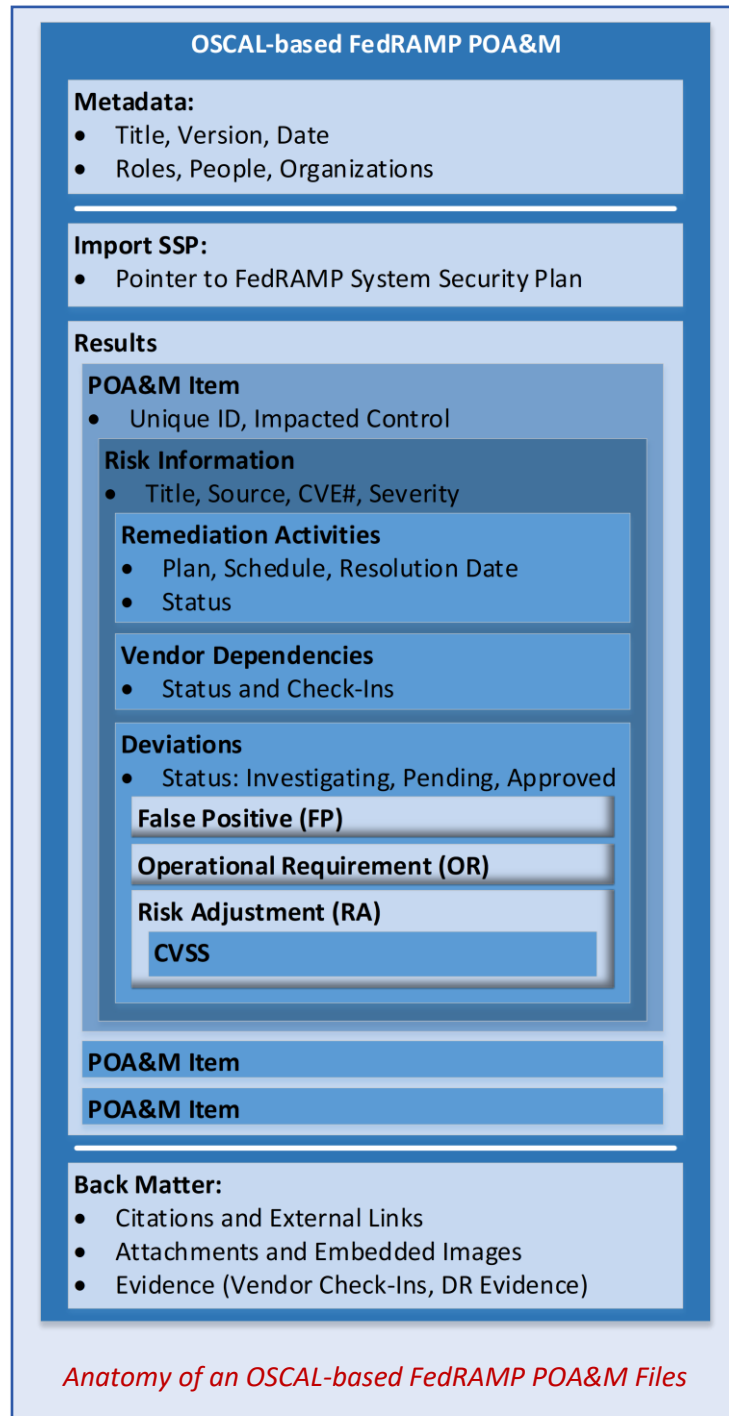 OSCAL-based FedRAMP POA&M
Metadata:
• Title, Version, Date
• Roles, People, Organizations
Import SSP:
• Pointer to FedRAMP System Security Plan
Results
POA&M Item
• Unique ID, Impacted Control
Risk Information
• Title, Source, CVE#, Severity
Remediation Activities
• Plan, Schedule, Resolution Date
• Status
Vendor Dependencies
• Status and Check-Ins
Deviations
• Status: Investigating, Pending, Approved
False Positive (FP)
Operational Requirement (OR)
Risk Adjustment (RA)
CVSS
POA&M Item
POA&M Item
Back Matter:
• Citations and External Links
• Attachments and Embedded Images
• Evidence (Vendor Check-Ins, DR Evidence)
Anatomy of an OSCAL-based FedRAMP POA&M Files